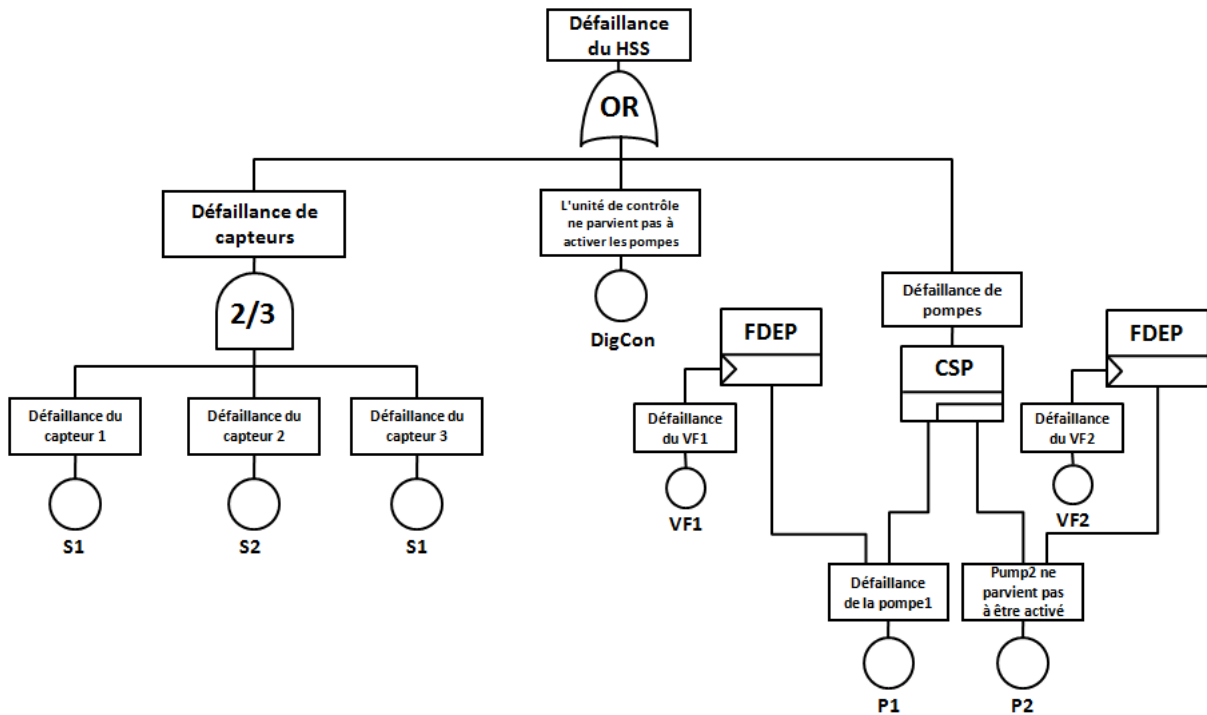 Défaillance
du HSS
OR
Défaillance de
capteurs
L'unité de contrôle
ne parvient pas à
activer les pompes
2/3
DigCon
Défaillance de
pompes
FDEP
CSP
FDEP
Défaillance du
capteur 1
Défaillance du
capteur 2
Défaillance du
capteur 3
Défaillance
du VF1
Défaillance
du VF2
S1
S2
S1
VF1
VF2
Défaillance
de la pompe1
Pump2 ne
parvient pas
à être activé
P1
P2